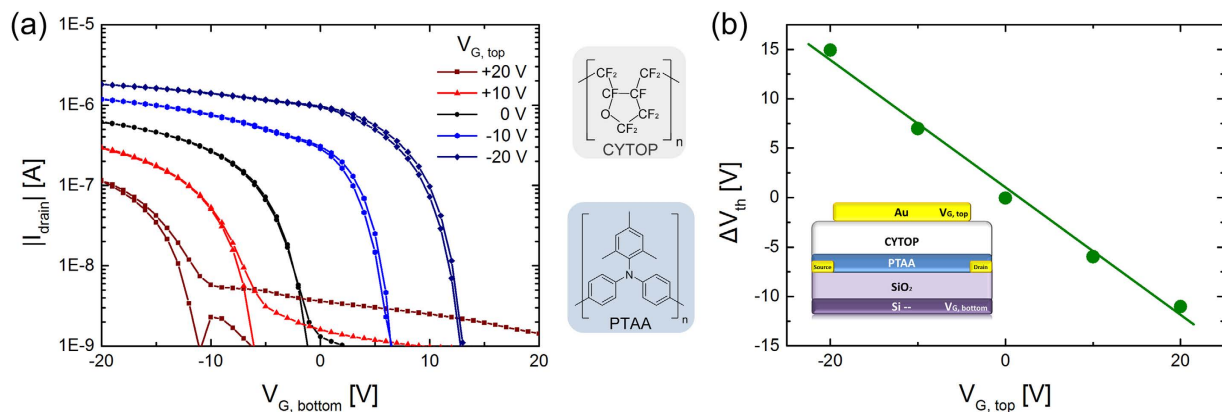 (a)
1E-5
1E-6
1E-7
1E-8
1E-9
||drain| [A]
-20 -10 0 10 20
V_G, bottom [V]
V_G, top
+20 V
+10 V
0 V
-10 V
-20 V
CF₂ CF₂
CF CF
O CF₂
CF₂
n
CYTOP
N
n
PTAA
(b)
15
10
5
0
-5
-10
-15
ΔV_th [V]
-20 -10 0 10 20
V_G, top [V]
Au V_G, top
CYTOP
Source PTAA Drain
SiO₂
Si -- V_G, bottom